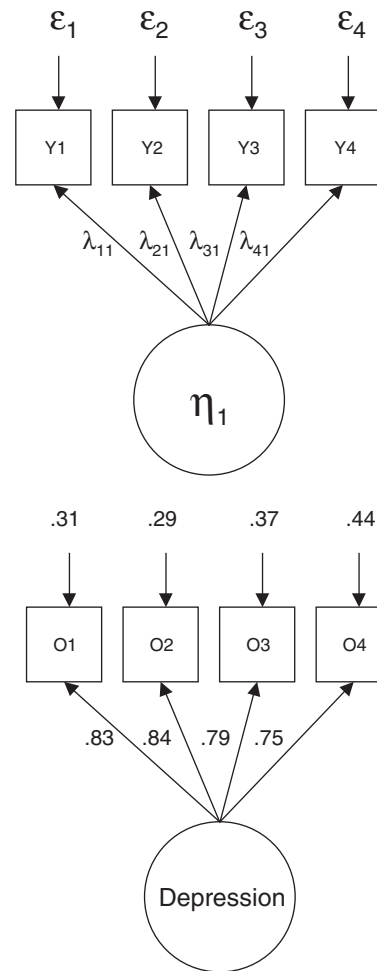 ε1 ε2 ε3 ε4
Y1 Y2 Y3 Y4
λ11 λ21 λ31 λ41
η1
.31 .29 .37 .44
O1 O2 O3 O4
.83 .84 .79 .75
Depression